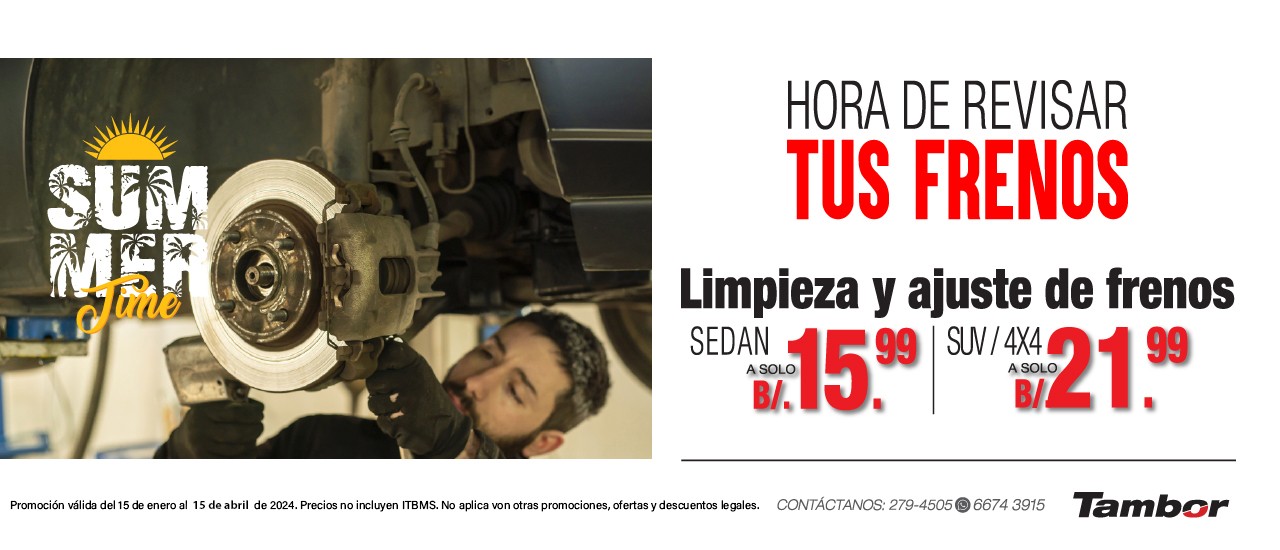 SUM
MER
Time
HORA DE REVISAR
TUS FRENOS
Limpieza y ajuste de frenos
SEDAN
A SOLO
B/.15.99
SUV / 4X4
A SOLO
B/.21.99
Promoción válida del 15 de enero al 15 de abril de 2024. Precios no incluyen ITBMS. No aplica von otras promociones, ofertas y descuentos legales.
CONTÁCTANOS: 279-4505 6674 3915
Tambor